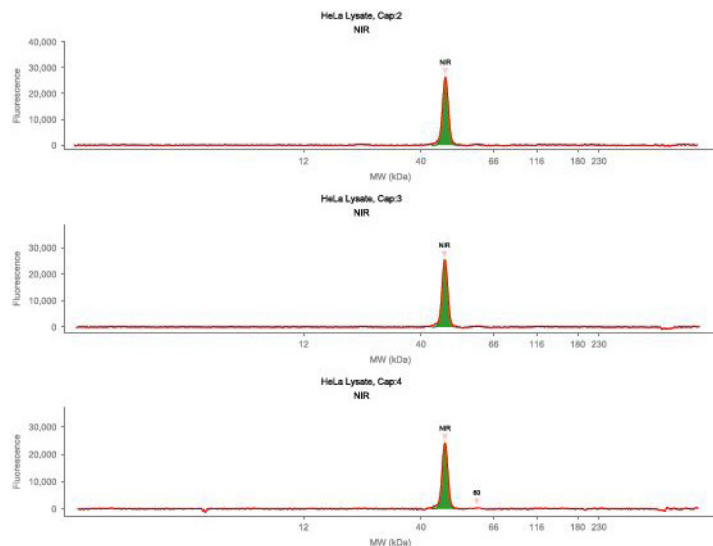 HeLa Lysate, Cap:2
NIR
40,000
30,000
20,000
10,000
0
Fluorescence
NIR
12 40 66 116 180 230
MW (kDa)
HeLa Lysate, Cap:3
NIR
30,000
20,000
10,000
0
Fluorescence
NIR
12 40 66 116 180 230
MW (kDa)
HeLa Lysate, Cap:4
NIR
30,000
20,000
10,000
0
Fluorescence
NIR
12 40 66 116 180 230
MW (kDa)